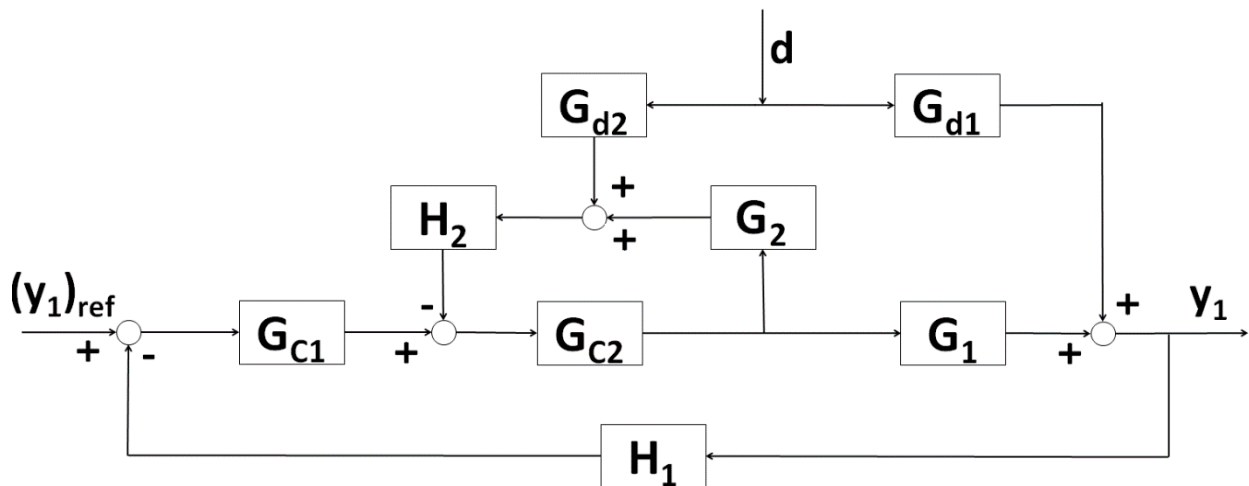 d
G_d2
G_d1
+
H_2
+
G_2
(y_1)_ref
-
+
y_1
+
-
G_C1
+
G_C2
G_1
+
H_1